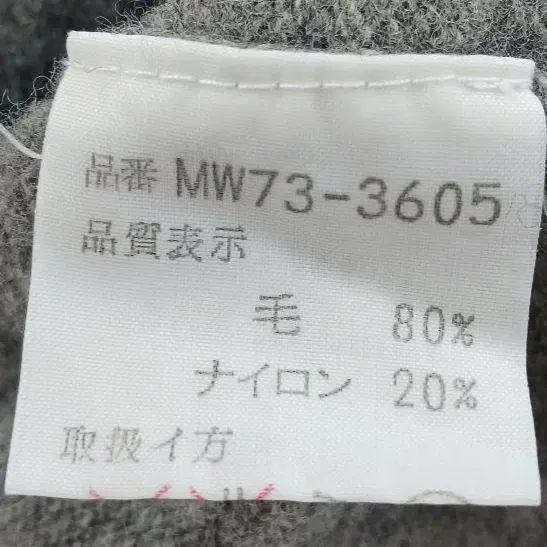 品番 MW73-3605
品質表示
毛 80%
ナイロン 20%
取扱イ方